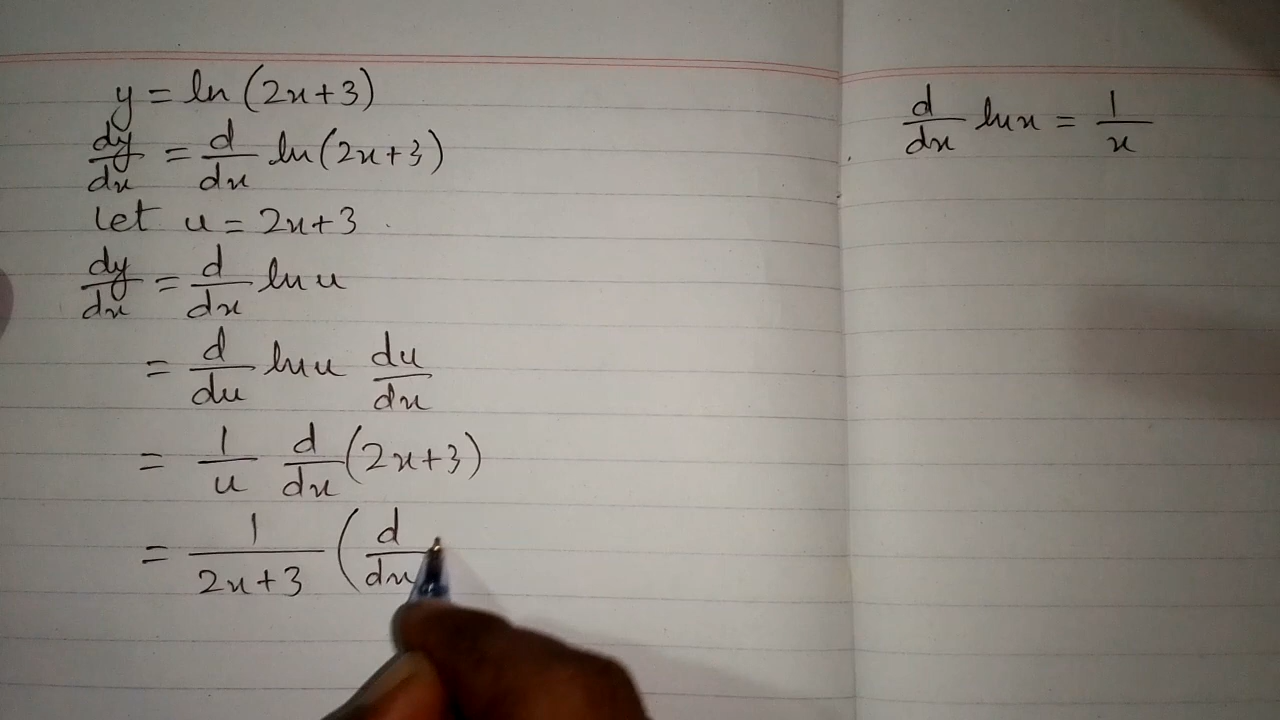 y = ln (2x+3)
dy/dx = d/dx ln(2x+3)
Let u = 2x+3
dy/dx = d/dx ln u
= d/du ln u du/dx
= 1/u d/dx (2x+3)
= 1/(2x+3) ( d/dx
d/dx ln x = 1/x